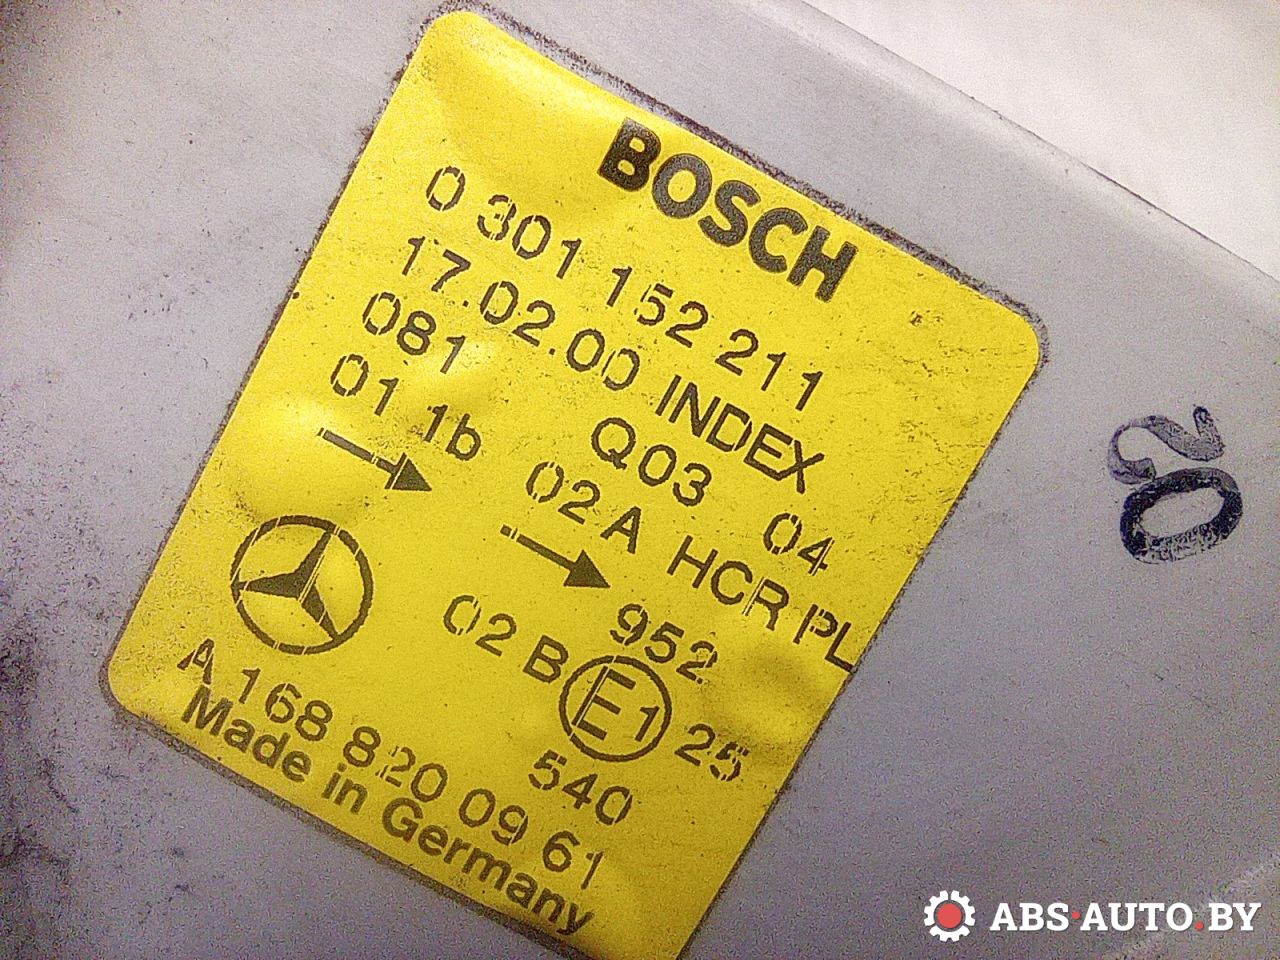 BOSCH
0 301 152 211
17.02.00 INDEX
081 Q03 04
01 1b 02 A HCR PL
952
02 B E1 25
540
A 168 820 09 61
Made in Germany
20
ABS·AUTO.BY